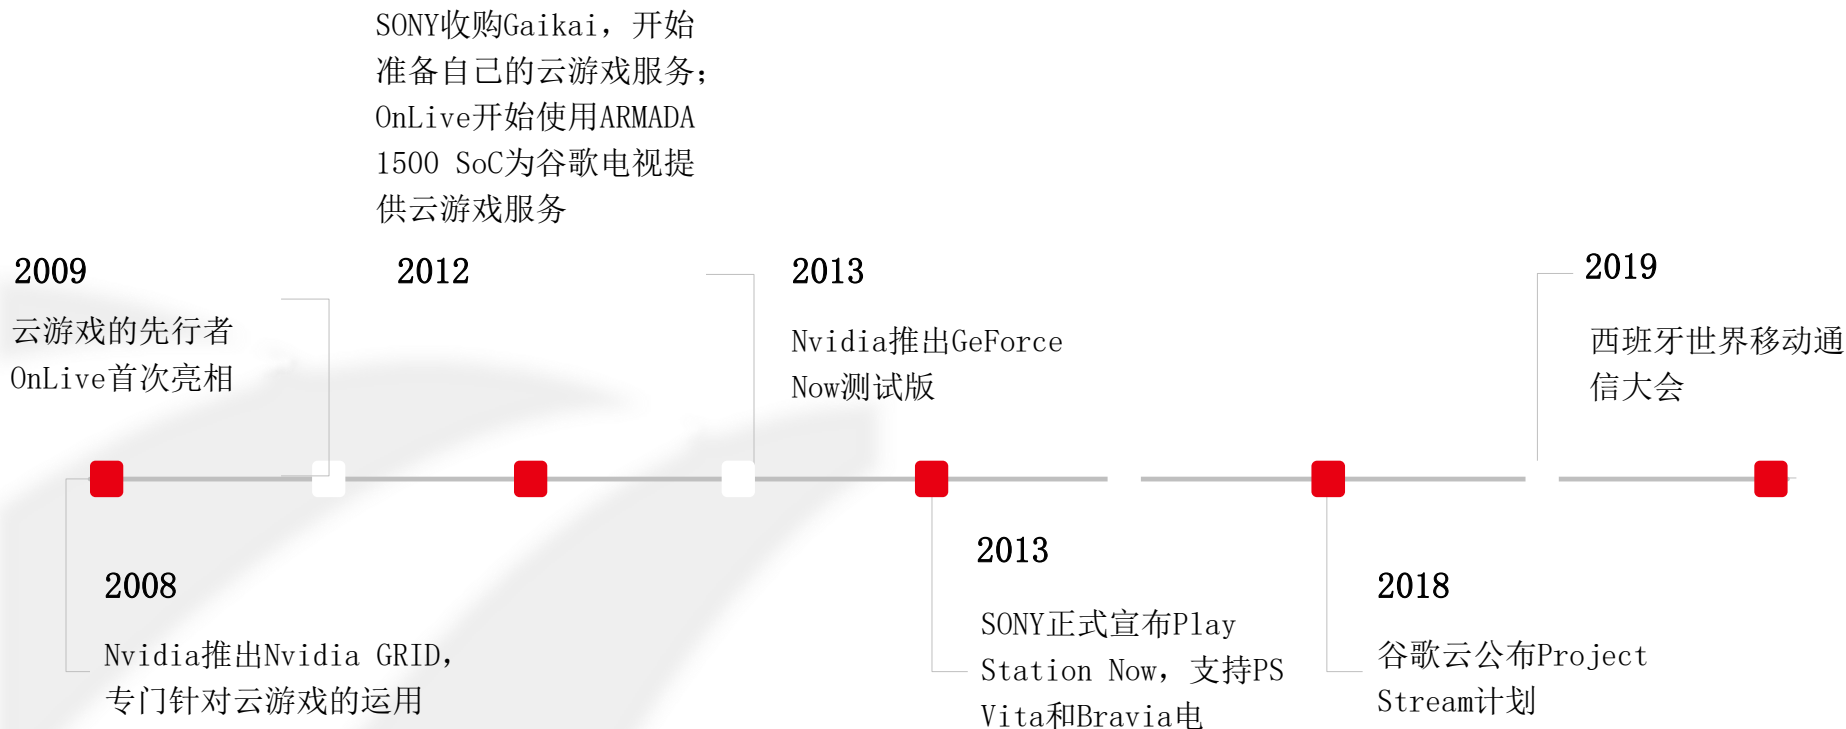 SONY收购Gaikai，开始
准备自己的云游戏服务；
OnLive开始使用ARMADA
1500 SoC为谷歌电视提
供云游戏服务
2009
云游戏的先行者
OnLive首次亮相
2012
2013
Nvidia推出GeForce
Now测试版
2019
西班牙世界移动通
信大会
2008
Nvidia推出Nvidia GRID，
专门针对云游戏的运用
2013
SONY正式宣布Play
Station Now，支持PS
Vita和Bravia电
2018
谷歌云公布Project
Stream计划